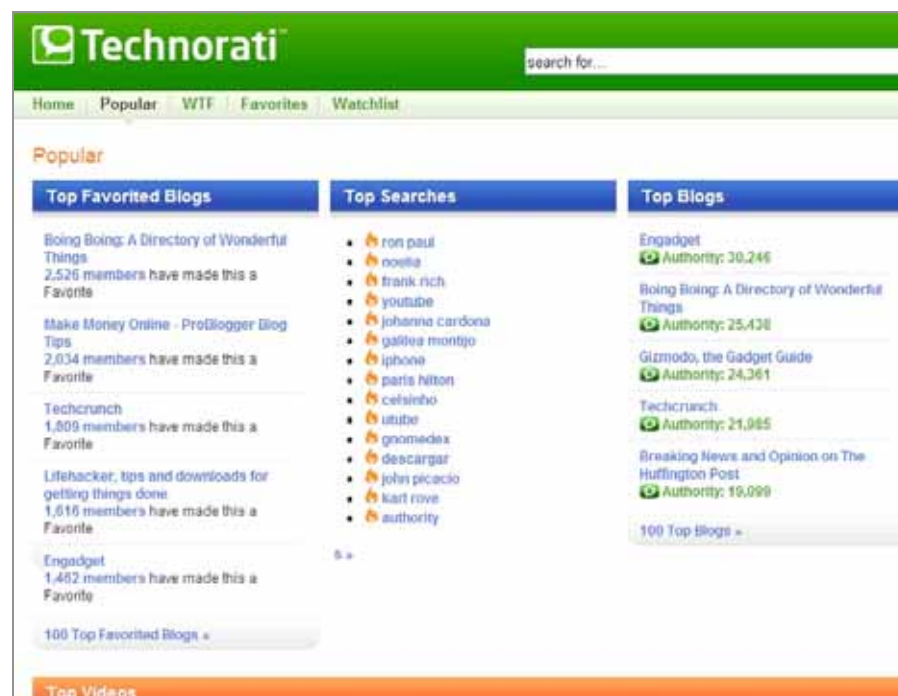 Technorati
search for...
Home Popular WTF Favorites Watchlist
Popular
Top Favorited Blogs
Boing Boing: A Directory of Wonderful
Things
2,526 members have made this a
Favorite
Make Money Online - ProBlogger Blog
Tips
2,034 members have made this a
Favorite
Techcrunch
1,809 members have made this a
Favorite
Lifehacker, tips and downloads for
getting things done
1,616 members have made this a
Favorite
Engadget
1,462 members have made this a
Favorite
100 Top Favorited Blogs »
Top Searches
ron paul
noelia
frank rich
youtube
johanna cardona
galilea montijo
iphone
paris hilton
celsinho
utube
gnomedex
descargar
john picacio
karl rove
authority
s »
Top Blogs
Engadget
Authority: 30,246
Boing Boing: A Directory of Wonderful
Things
Authority: 25,438
Gizmodo, the Gadget Guide
Authority: 24,361
Techcrunch
Authority: 21,985
Breaking News and Opinion on The
Huffington Post
Authority: 19,099
100 Top Blogs »
Top Videos